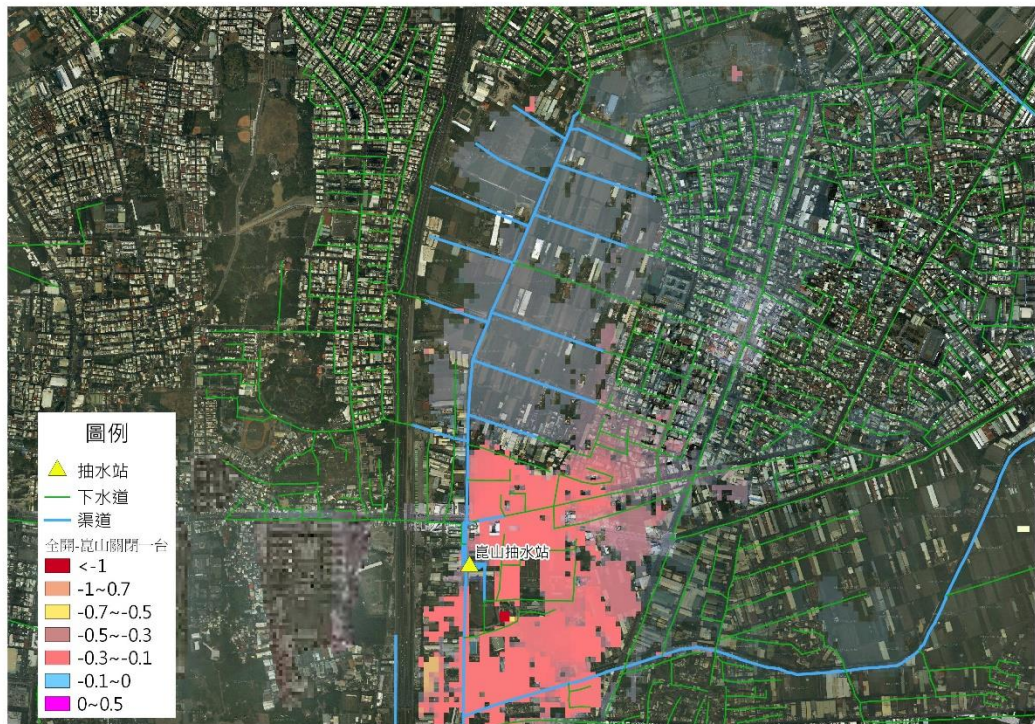 崑山抽水站
圖例
抽水站
下水道
渠道
全開-崑山關閉一台
<-1
-1~0.7
-0.7~-0.5
-0.5~-0.3
-0.3~-0.1
-0.1~0
0~0.5